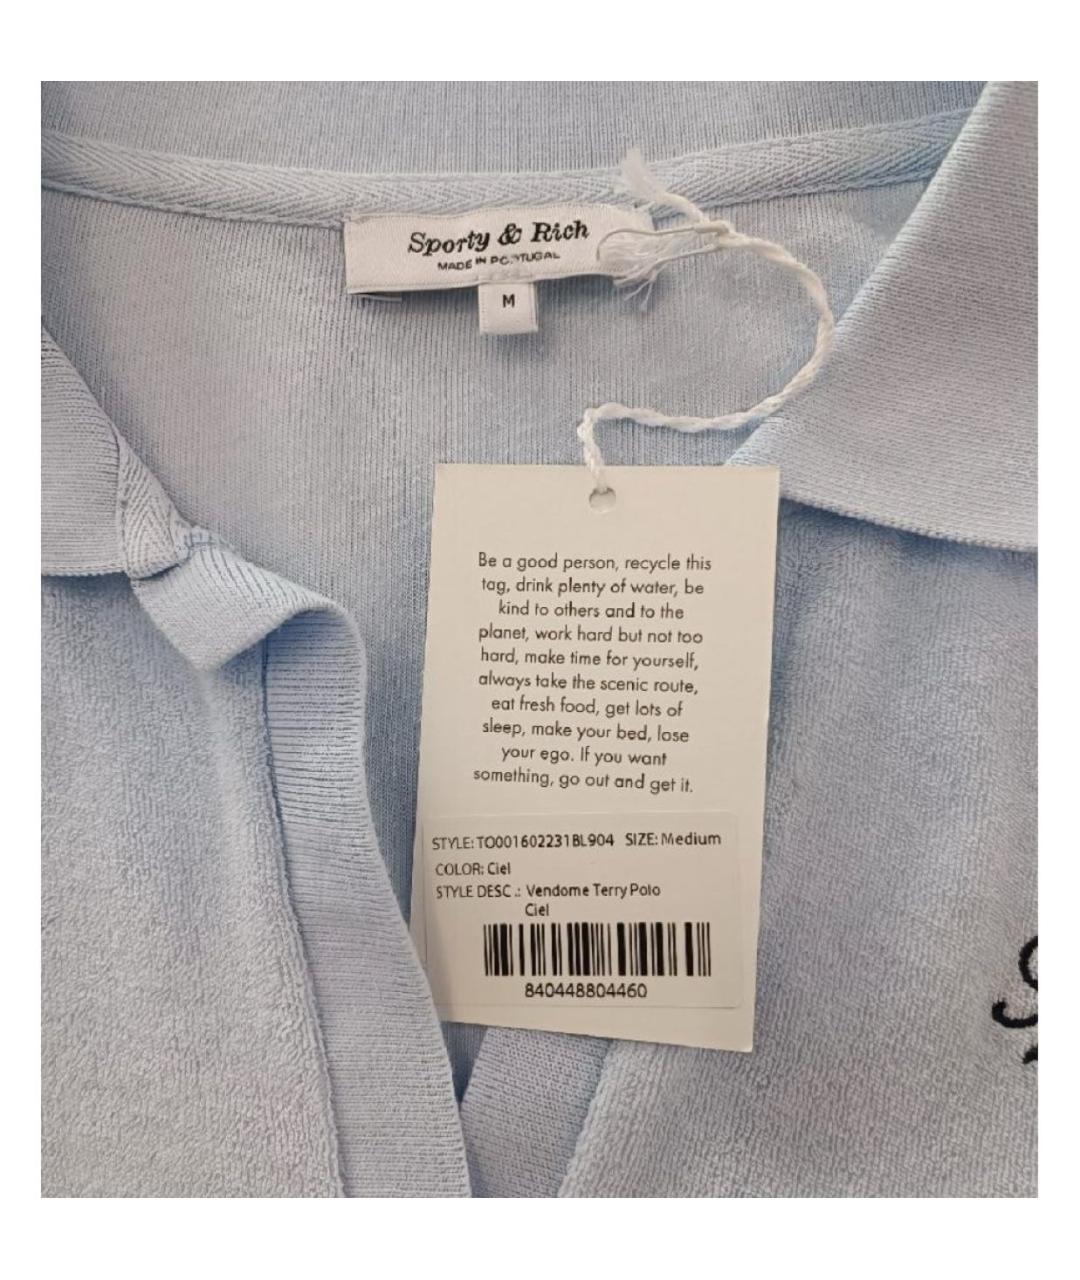 Sporty & Rich
MADE IN PORTUGAL
M
Be a good person, recycle this
tag, drink plenty of water, be
kind to others and to the
planet, work hard but not too
hard, make time for yourself,
always take the scenic route,
eat fresh food, get lots of
sleep, make your bed, lose
your ego. If you want
something, go out and get it.
STYLE: TO001602231BL904 SIZE: Medium
COLOR: Ciel
STYLE DESC .: Vendome Terry Polo
Ciel
840448804460